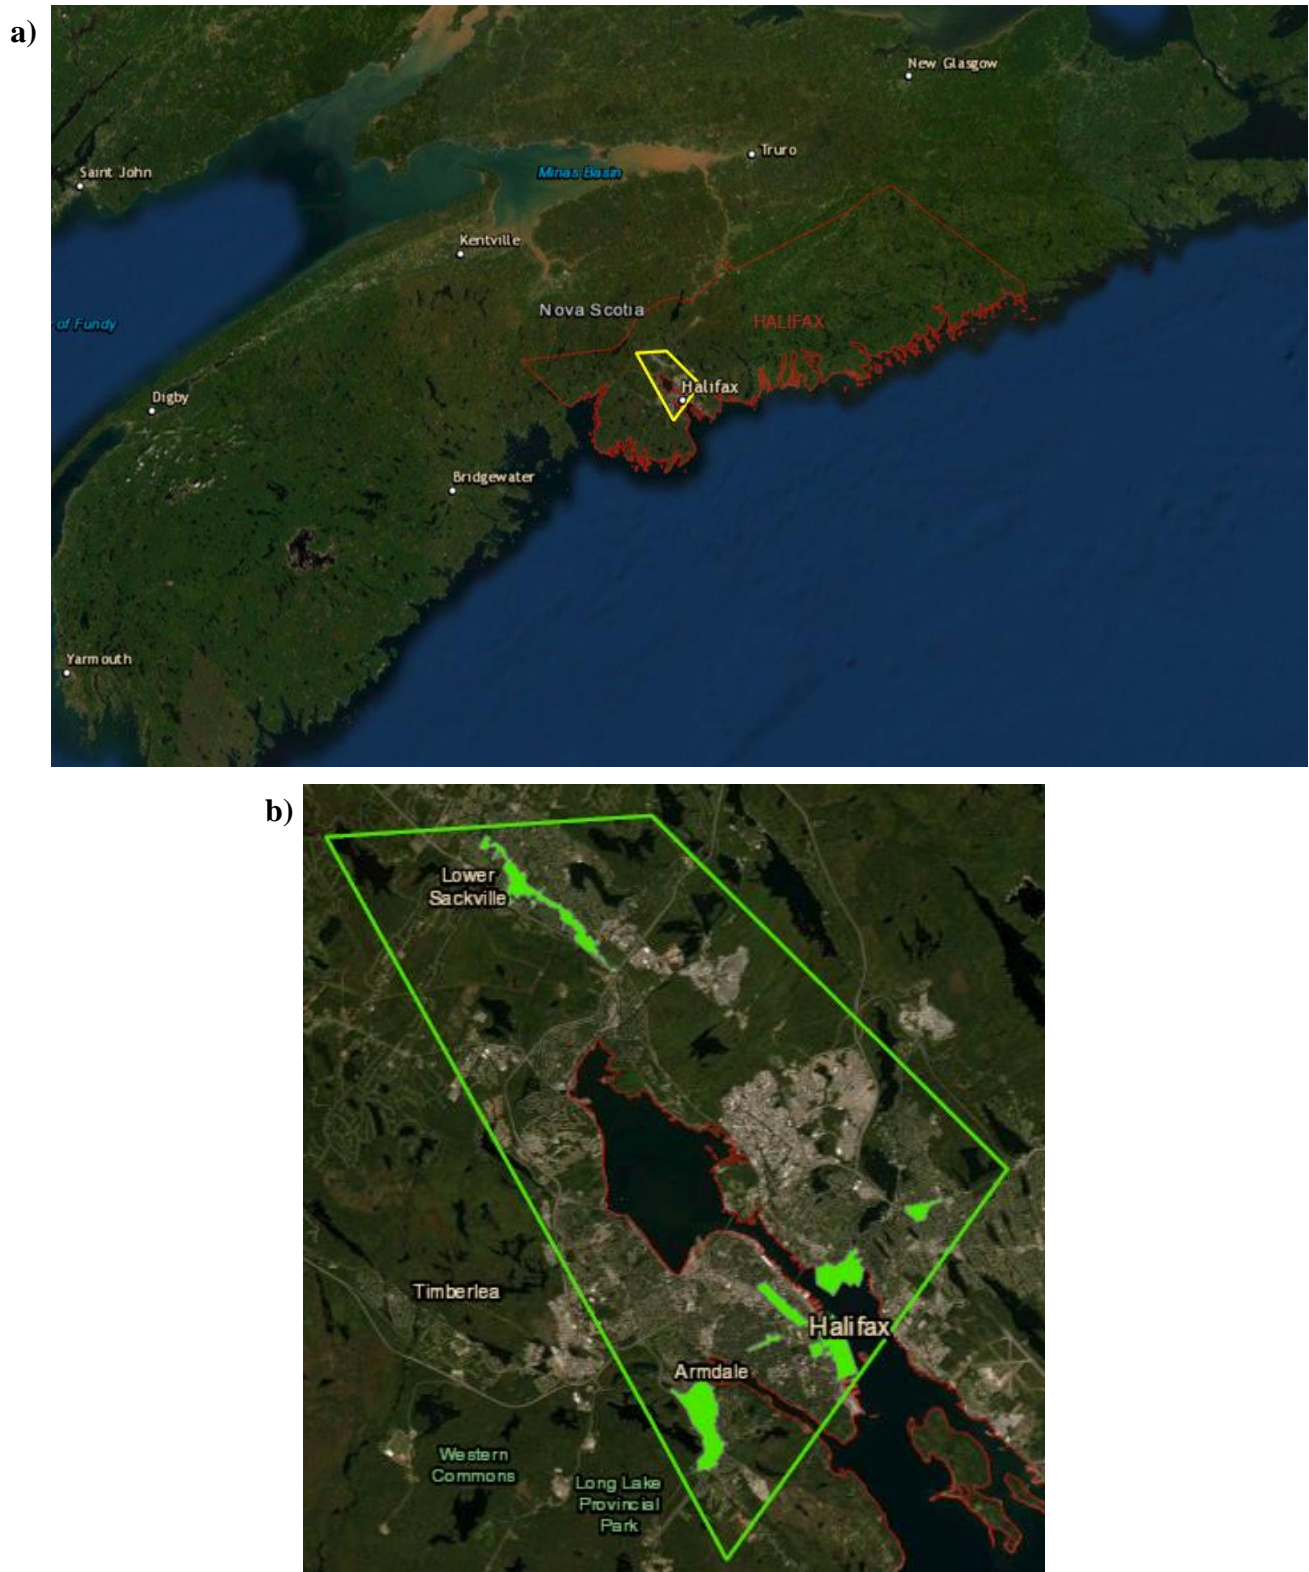 a)
New Glasgow
Truro
Saint John
Minas Basin
Kentville
Nova Scotia
of Fundy
HALIFAX
Halifax
Digby
Bridgewater
Yarmouth
b)
Lower
Sackville
Timberlea
Halifax
Armdale
Western
Commons
Long Lake
Provincial
Park